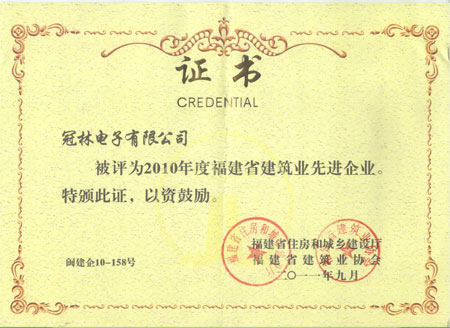 证书
CREDENTIAL
冠林电子有限公司
被评为2010年度福建省建筑业先进企业。
特颁此证，以资鼓励。
福建省住房和城乡建设厅
福建省建筑业协会
闽建企10-158号
二〇一一年九月